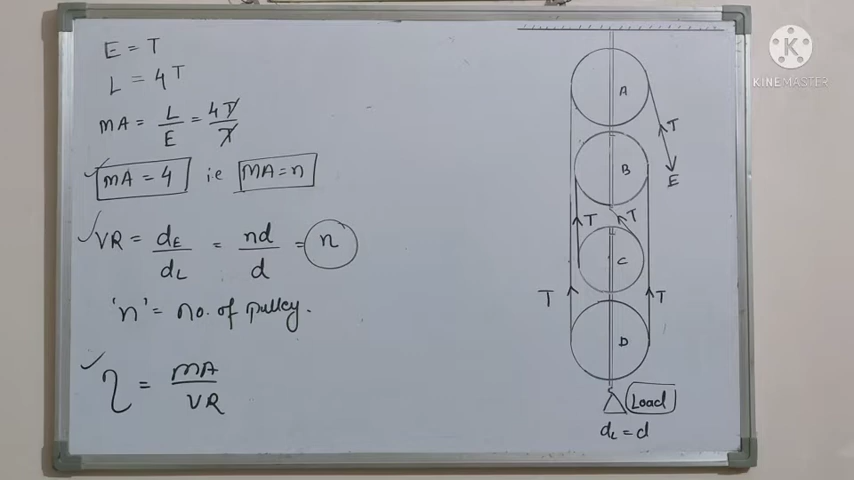 E = T
L = 4T
MA = L/E = 4T/T
MA = 4 ie MA = n
VR = dE/dL = nd/d = n
'n' = no. of pulley.
η = MA/VR
A
T
E
B
T
T
C
T
T
D
Load
dL = d
K
KINEMASTER